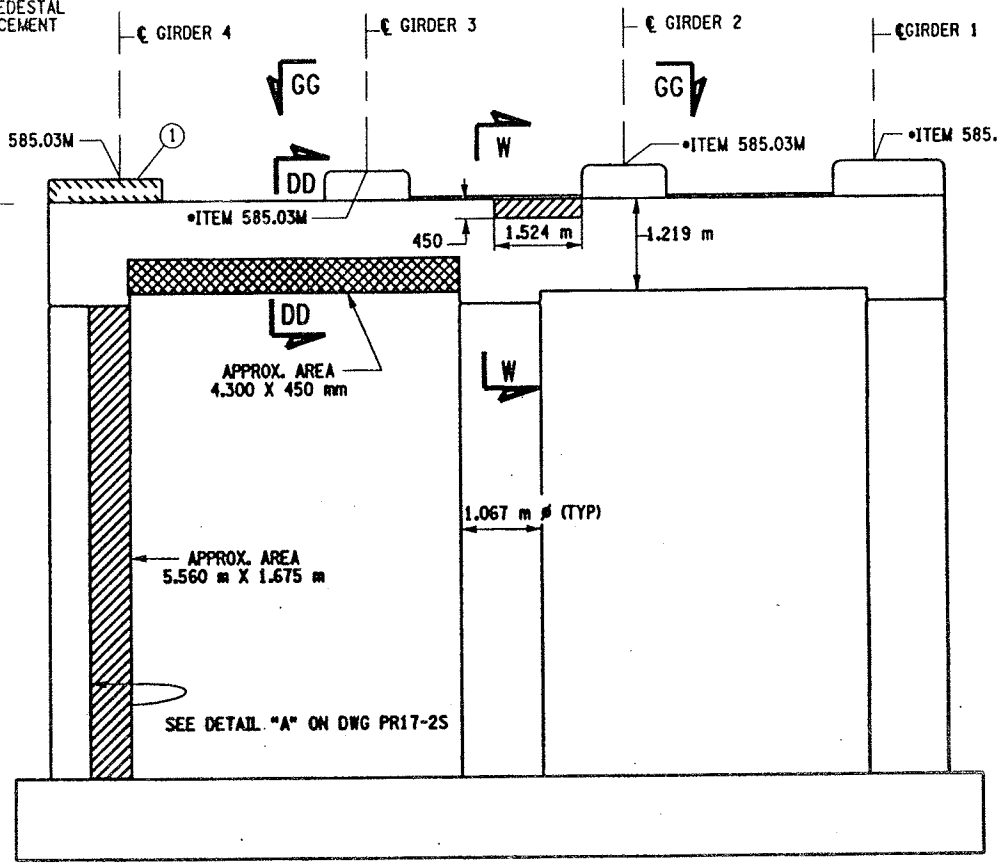 EDESTAL
CEMENT
℄ GIRDER 4
℄ GIRDER 3
℄ GIRDER 2
℄ GIRDER 1
GG
GG
585.03M
1
W
•ITEM 585.03M
•ITEM 585.
DD
•ITEM 585.03M
450
1.524 m
1.219 m
DD
APPROX. AREA
4.300 X 450 mm
W
1.067 m ø (TYP)
APPROX. AREA
5.560 m X 1.675 m
SEE DETAIL "A" ON DWG PR17-2S